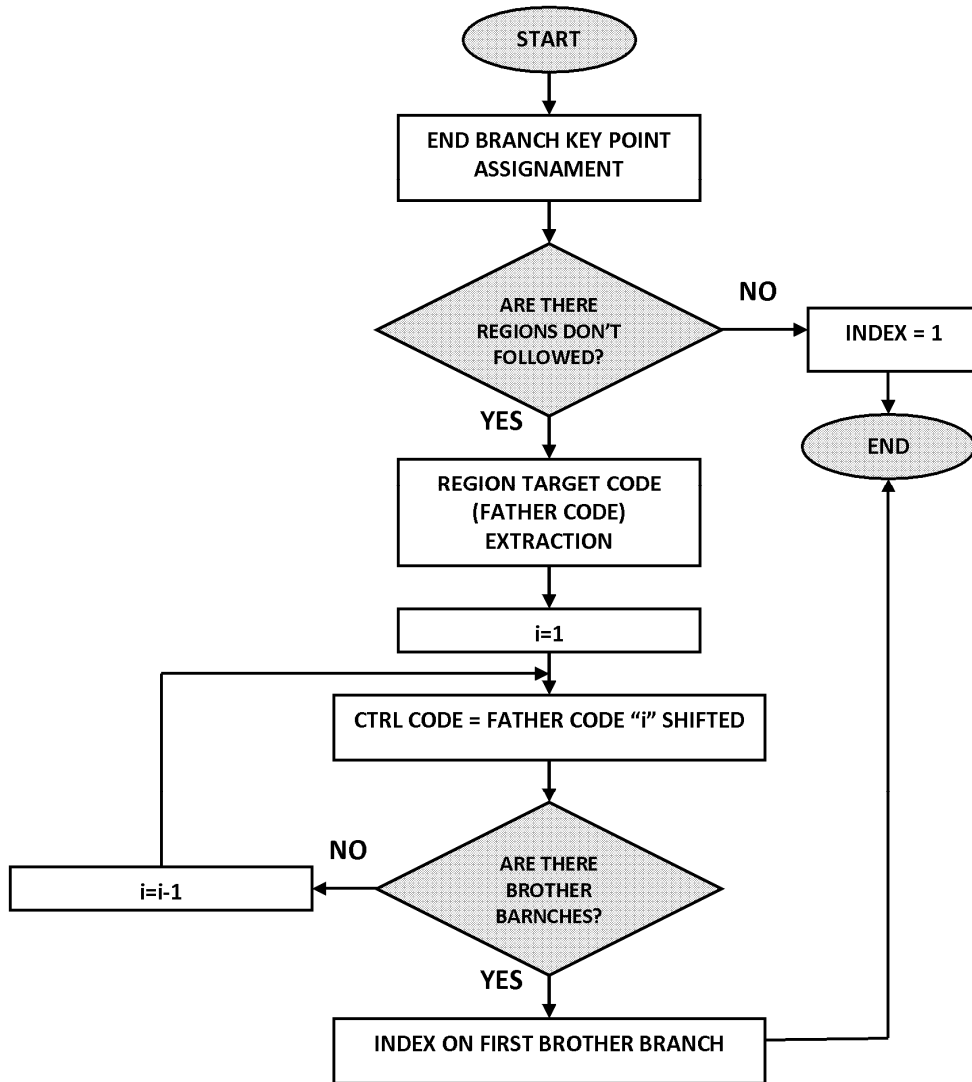 START
END BRANCH KEY POINT
ASSIGNAMENT
ARE THERE
REGIONS DON'T
FOLLOWED?
NO
INDEX = 1
YES
END
REGION TARGET CODE
(FATHER CODE)
EXTRACTION
i=1
CTRL CODE = FATHER CODE “i” SHIFTED
ARE THERE
BROTHER
BARNCHES?
NO
i=i-1
YES
INDEX ON FIRST BROTHER BRANCH